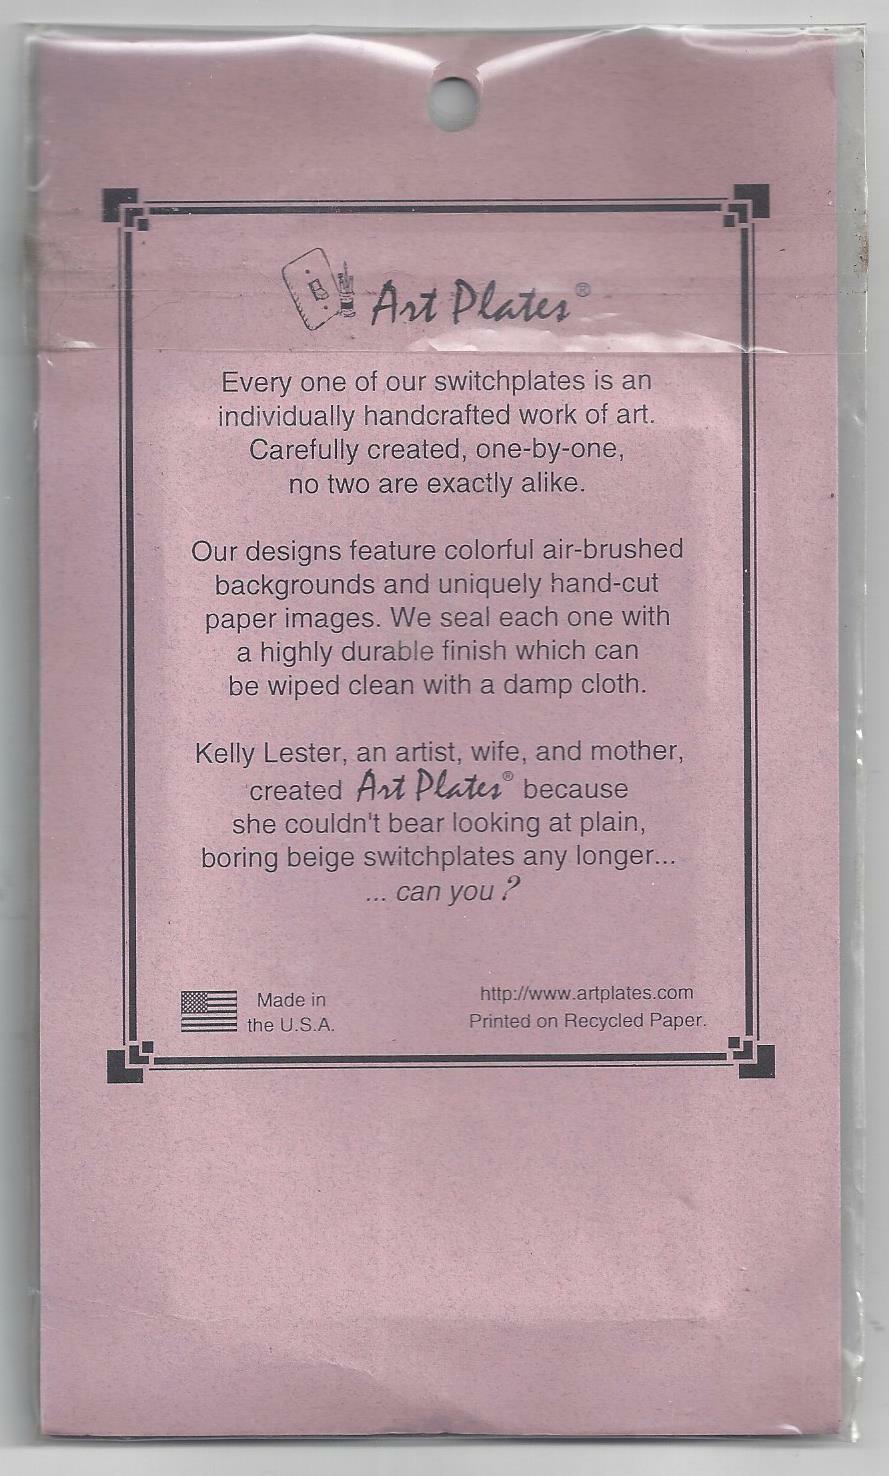 Art Plates®
Every one of our switchplates is an
individually handcrafted work of art.
Carefully created, one-by-one,
no two are exactly alike.
Our designs feature colorful air-brushed
backgrounds and uniquely hand-cut
paper images. We seal each one with
a highly durable finish which can
be wiped clean with a damp cloth.
Kelly Lester, an artist, wife, and mother,
created Art Plates® because
she couldn't bear looking at plain,
boring beige switchplates any longer...
... can you ?
Made in
the U.S.A.
http://www.artplates.com
Printed on Recycled Paper.